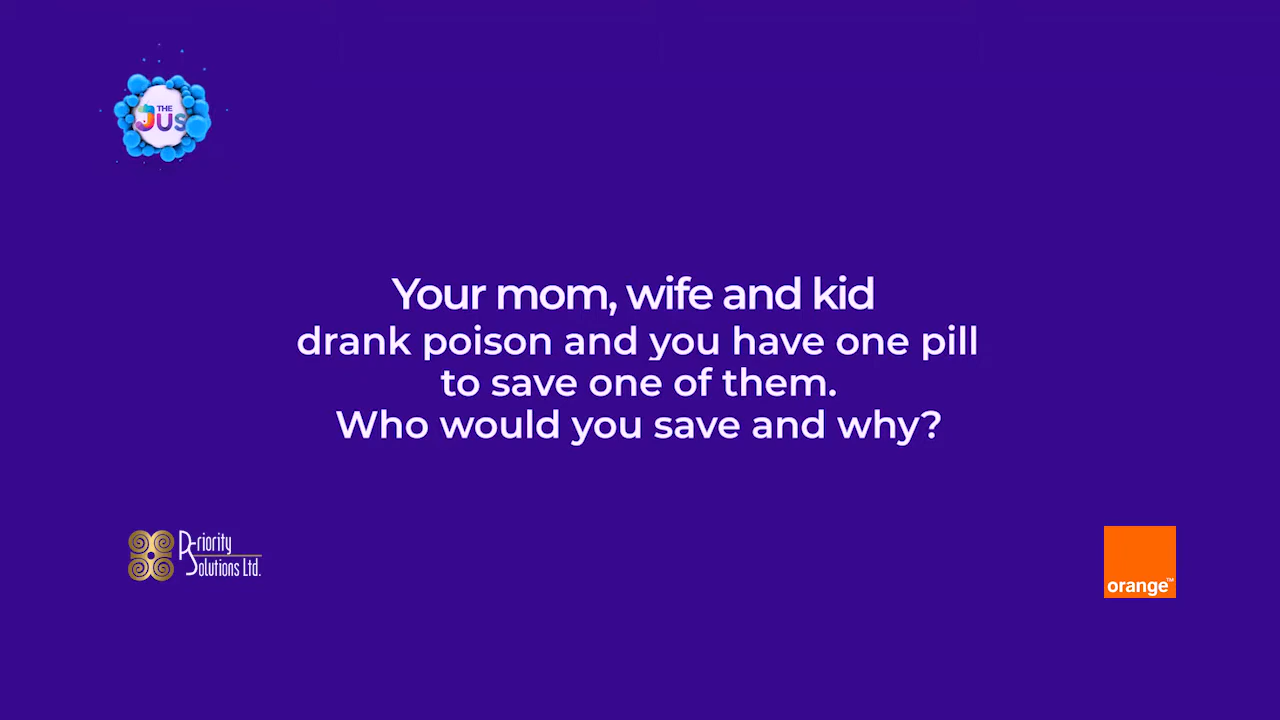 THE
JUS
Your mom, wife and kid
drank poison and you have one pill
to save one of them.
Who would you save and why?
Priority
Solutions Ltd.
orange™